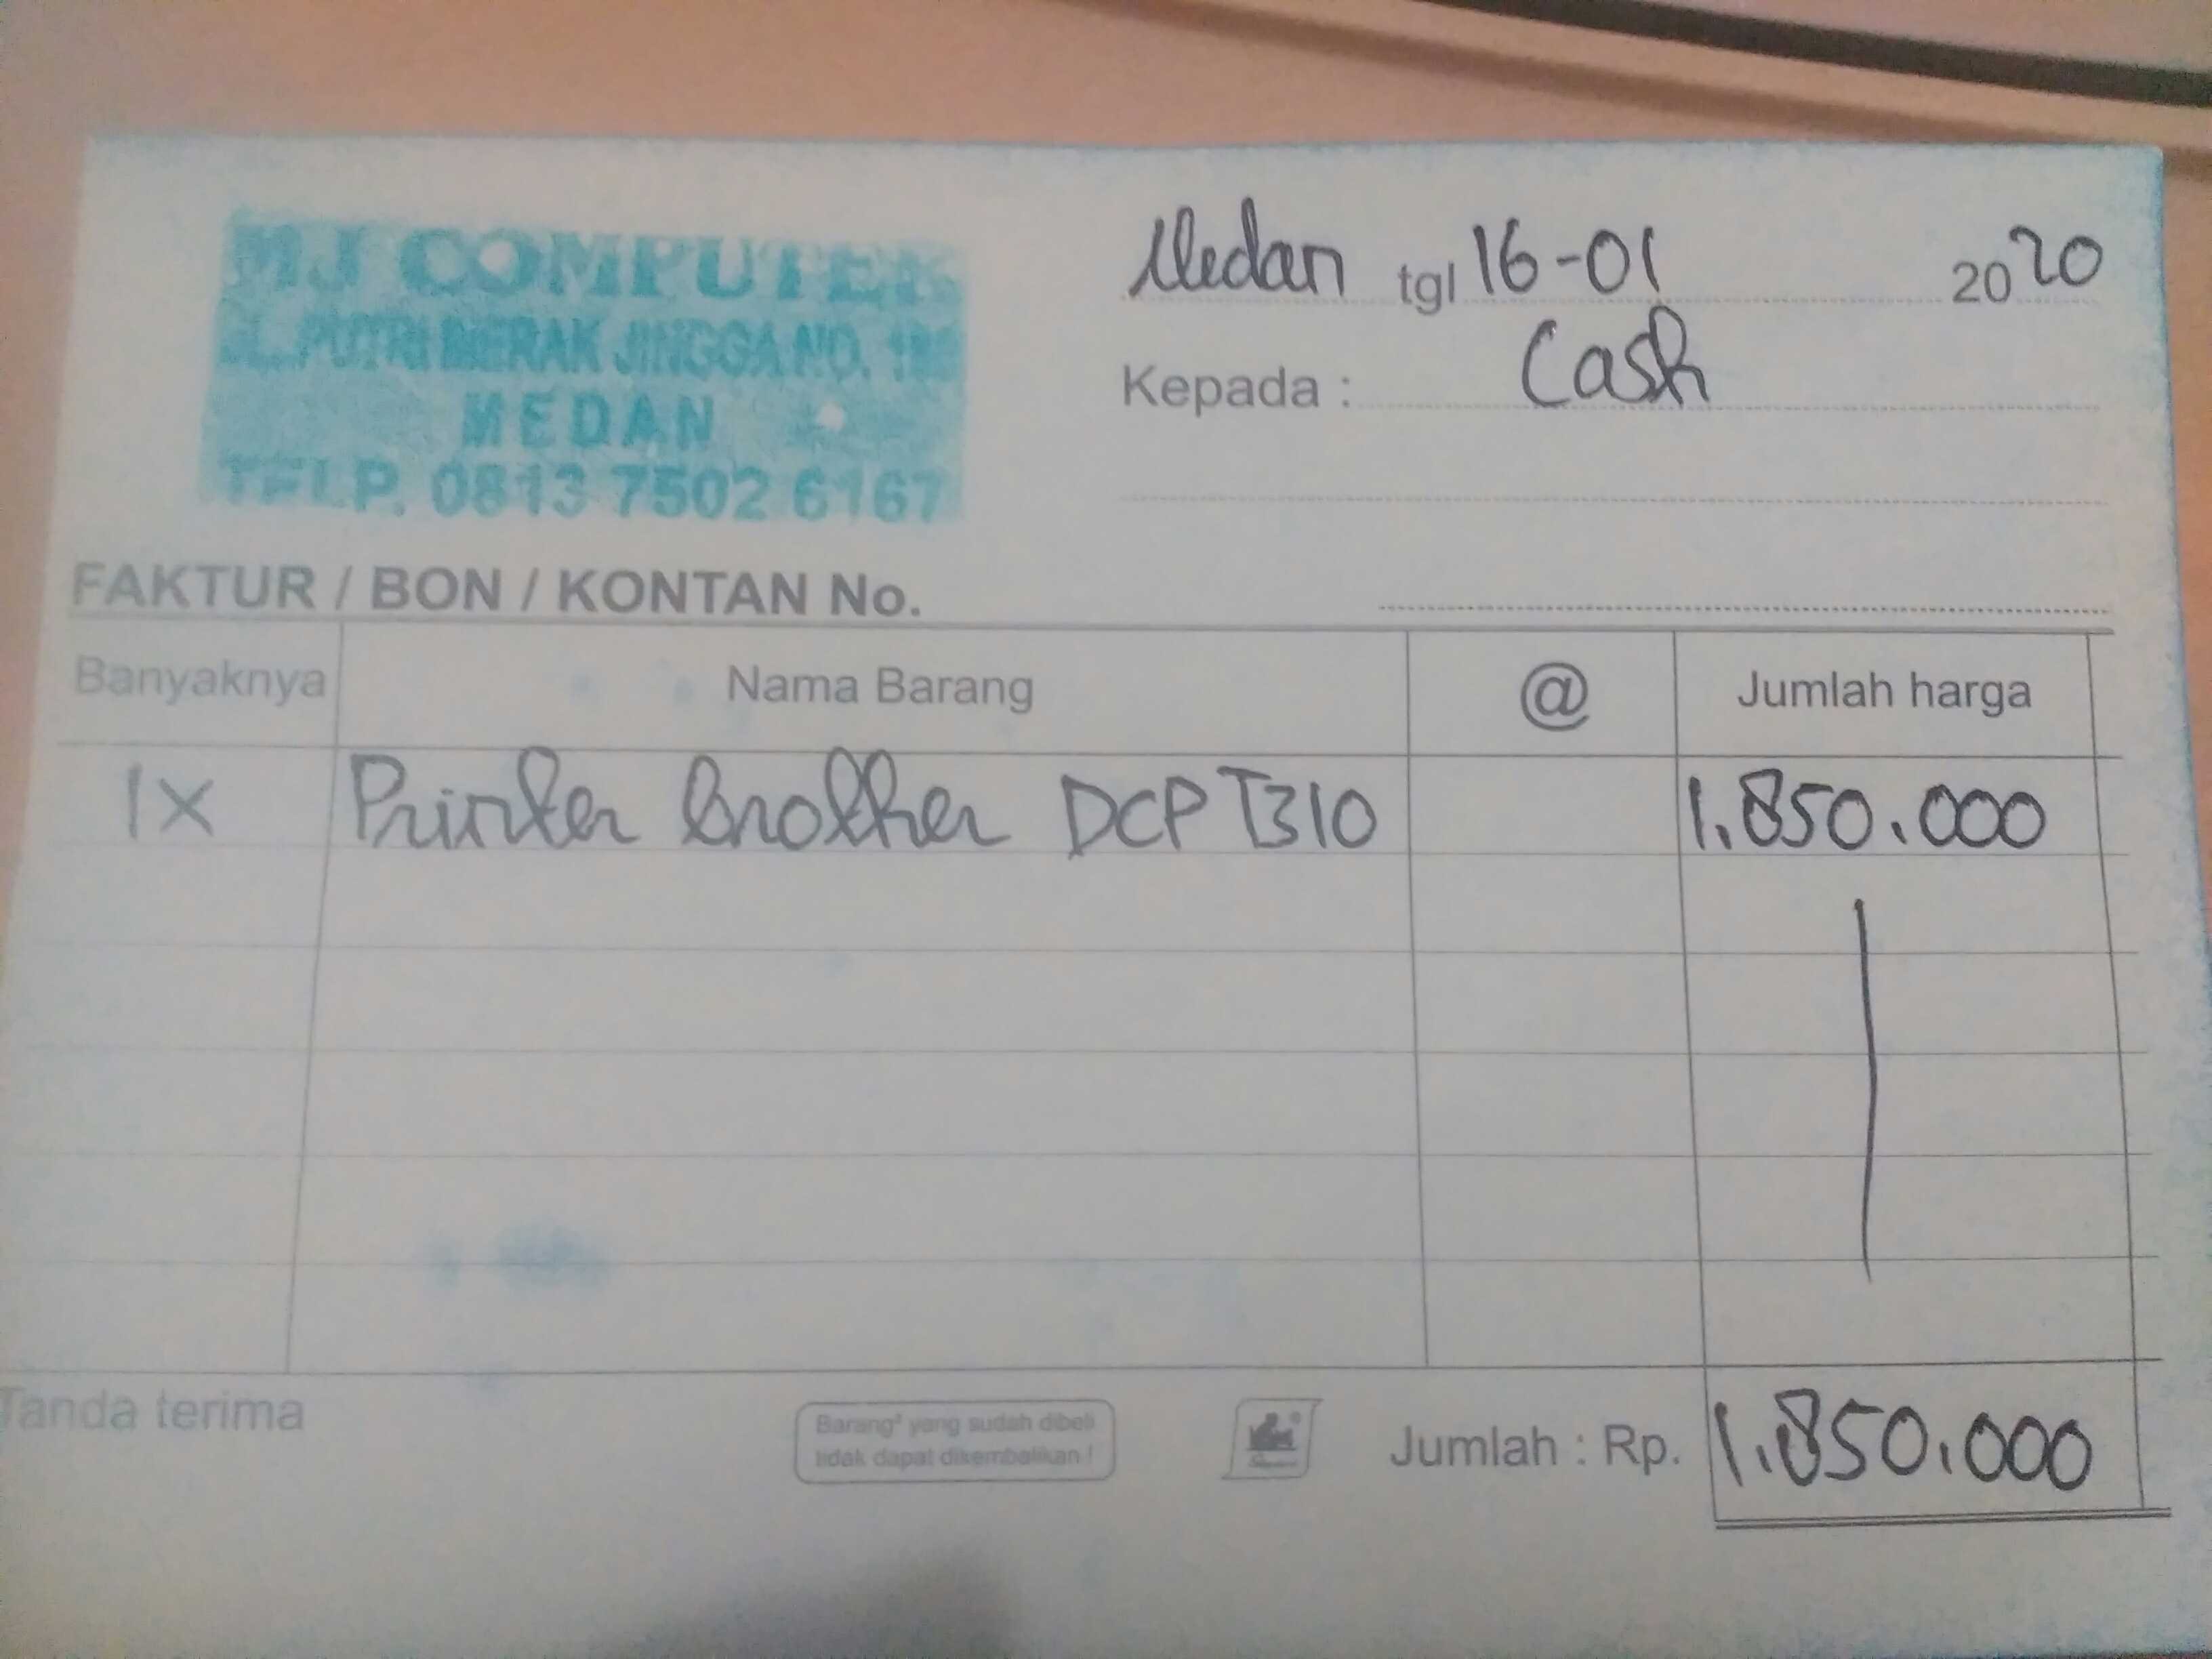 MJ COMPUTER
JL. PUTRI MERAK JINGGA NO.
MEDAN
TELP. 0813 7502 6167
Medan tgl 16-01 2020
Kepada : Cash
FAKTUR / BON / KONTAN No.
Banyaknya Nama Barang @ Jumlah harga
1X Printer brother DCP T310 1.850.000
Tanda terima
Barang² yang sudah dibeli
tidak dapat dikembalikan !
Jumlah : Rp. 1.850.000